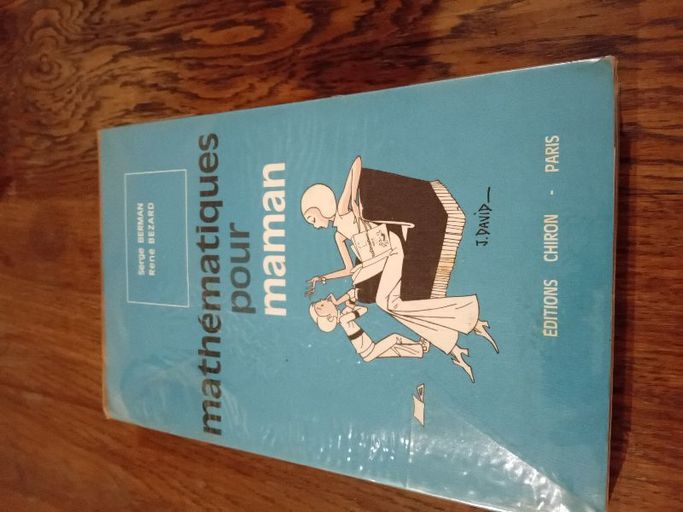 Serge BERMAN
René BEZARD
mathématiques
pour
maman
J. DAVID
EDITIONS CHIRON - PARIS